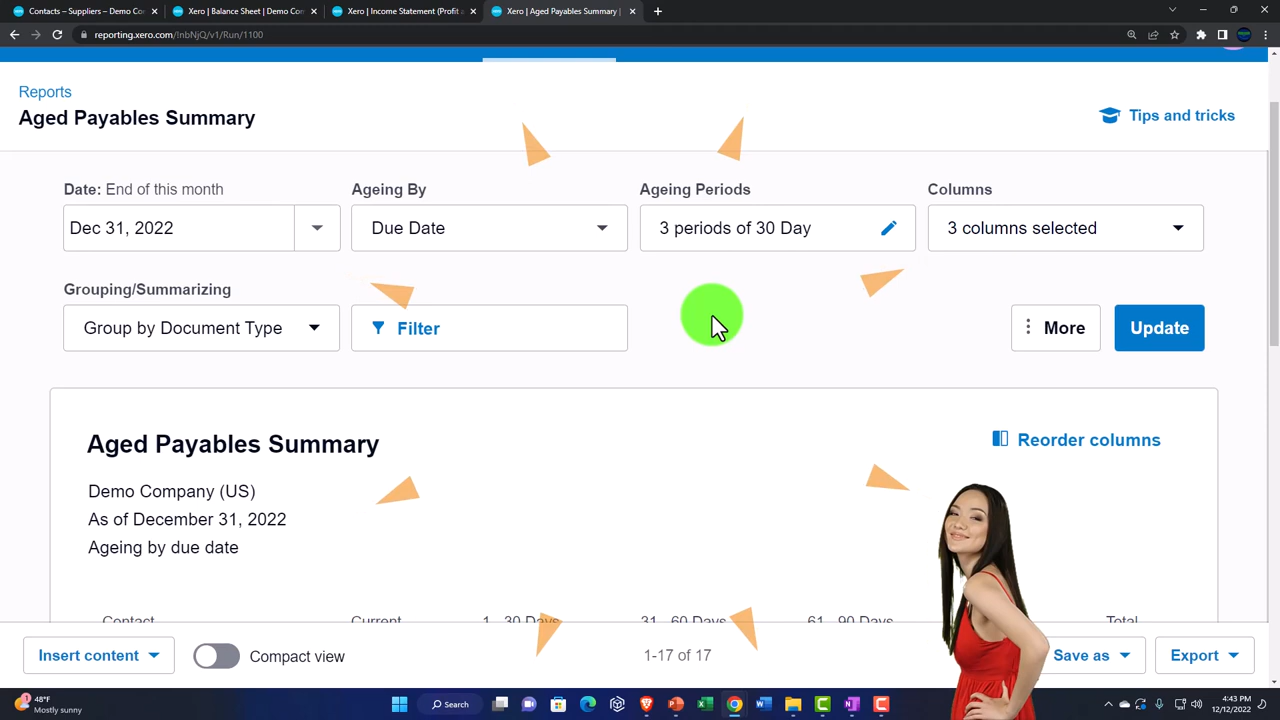 Contacts – Suppliers – Demo Co
Xero | Balance Sheet | Demo Con
Xero | Income Statement (Profit a
Xero | Aged Payables Summary |
reporting.xero.com/!nbNjQ/v1/Run/1100
Reports
Aged Payables Summary
Tips and tricks
Date: End of this month
Ageing By
Ageing Periods
Columns
Dec 31, 2022
Due Date
3 periods of 30 Day
3 columns selected
Grouping/Summarizing
Group by Document Type
Filter
More
Update
Aged Payables Summary
Reorder columns
Demo Company (US)
As of December 31, 2022
Ageing by due date
Contact Current 1 - 30 Days 31 - 60 Days 61 - 90 Days Total
Insert content
Compact view
1-17 of 17
Save as
Export
48°F
Mostly sunny
Search
4:43 PM
12/12/2022